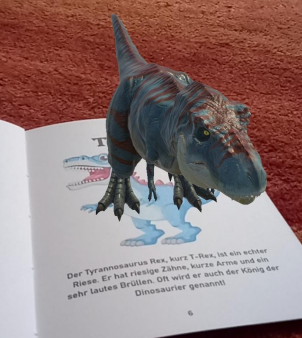 T
Der Tyrannosaurus Rex, kurz T-Rex, ist ein echter
Riese. Er hat riesige Zähne, kurze Arme und ein
sehr lautes Brüllen. Oft wird er auch der König der
Dinosaurier genannt!
6